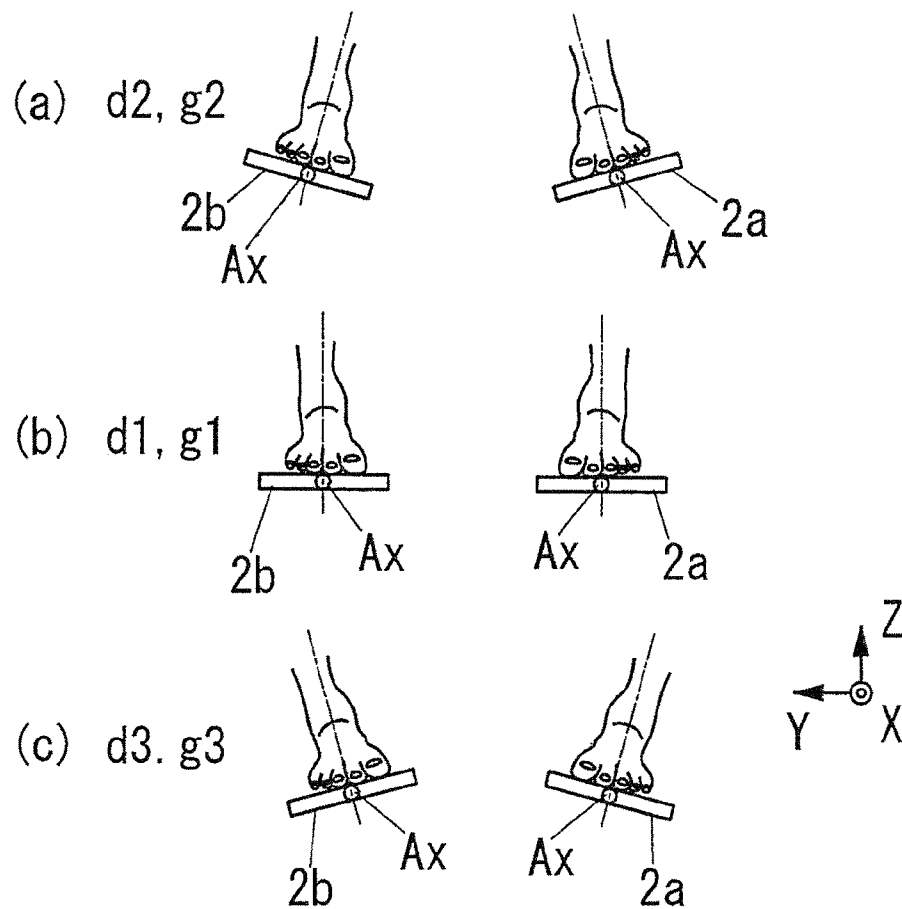 (a) d2, g2
2b
2a
Ax
Ax
(b) d1, g1
2b
Ax
Ax
2a
Z
Y
X
(c) d3. g3
2b
Ax
Ax
2a